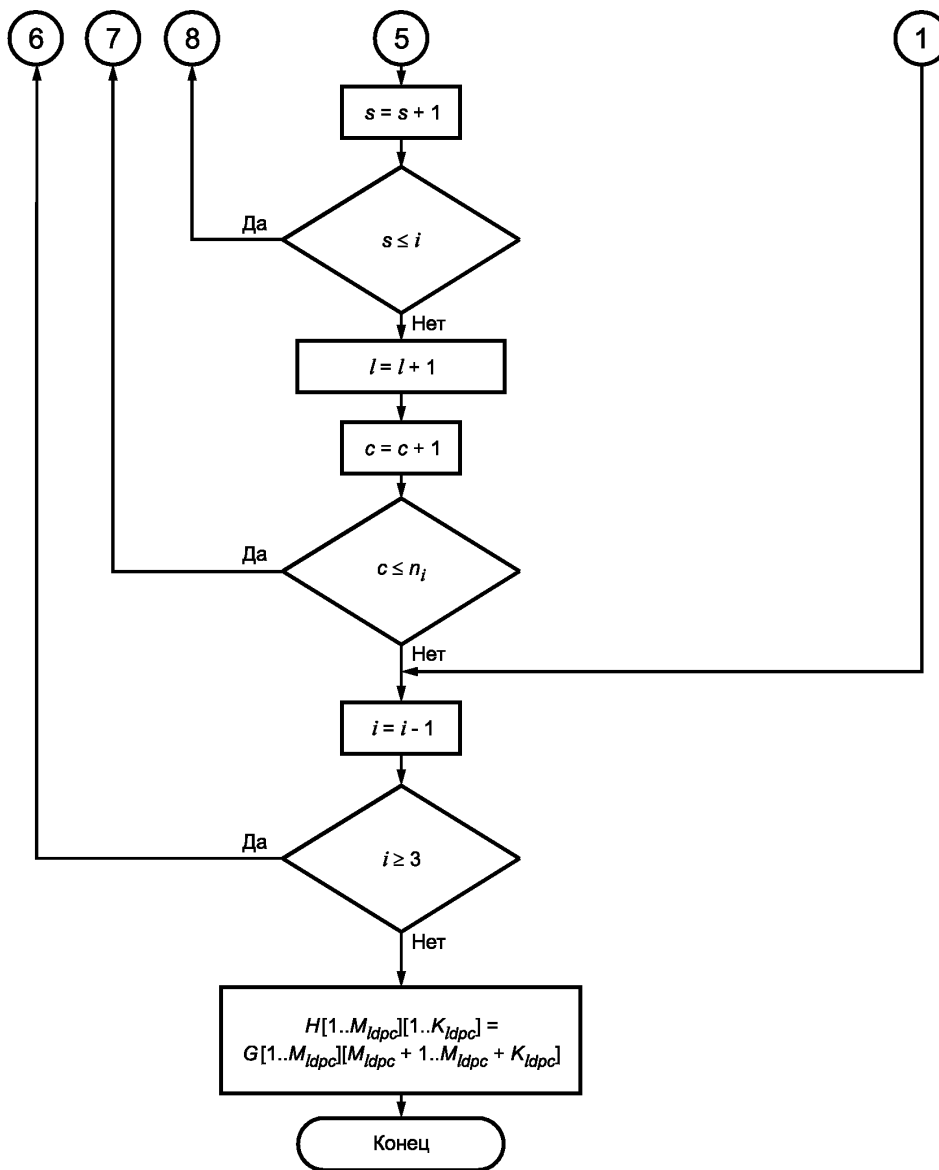 6 7 8 5 1
s = s + 1
Да
s ≤ i
Нет
l = l + 1
c = c + 1
Да
c ≤ n_i
Нет
i = i - 1
Да
i ≥ 3
Нет
H[1..M_ldpc][1..K_ldpc] =
G[1..M_ldpc][M_ldpc + 1..M_ldpc + K_ldpc]
Конец